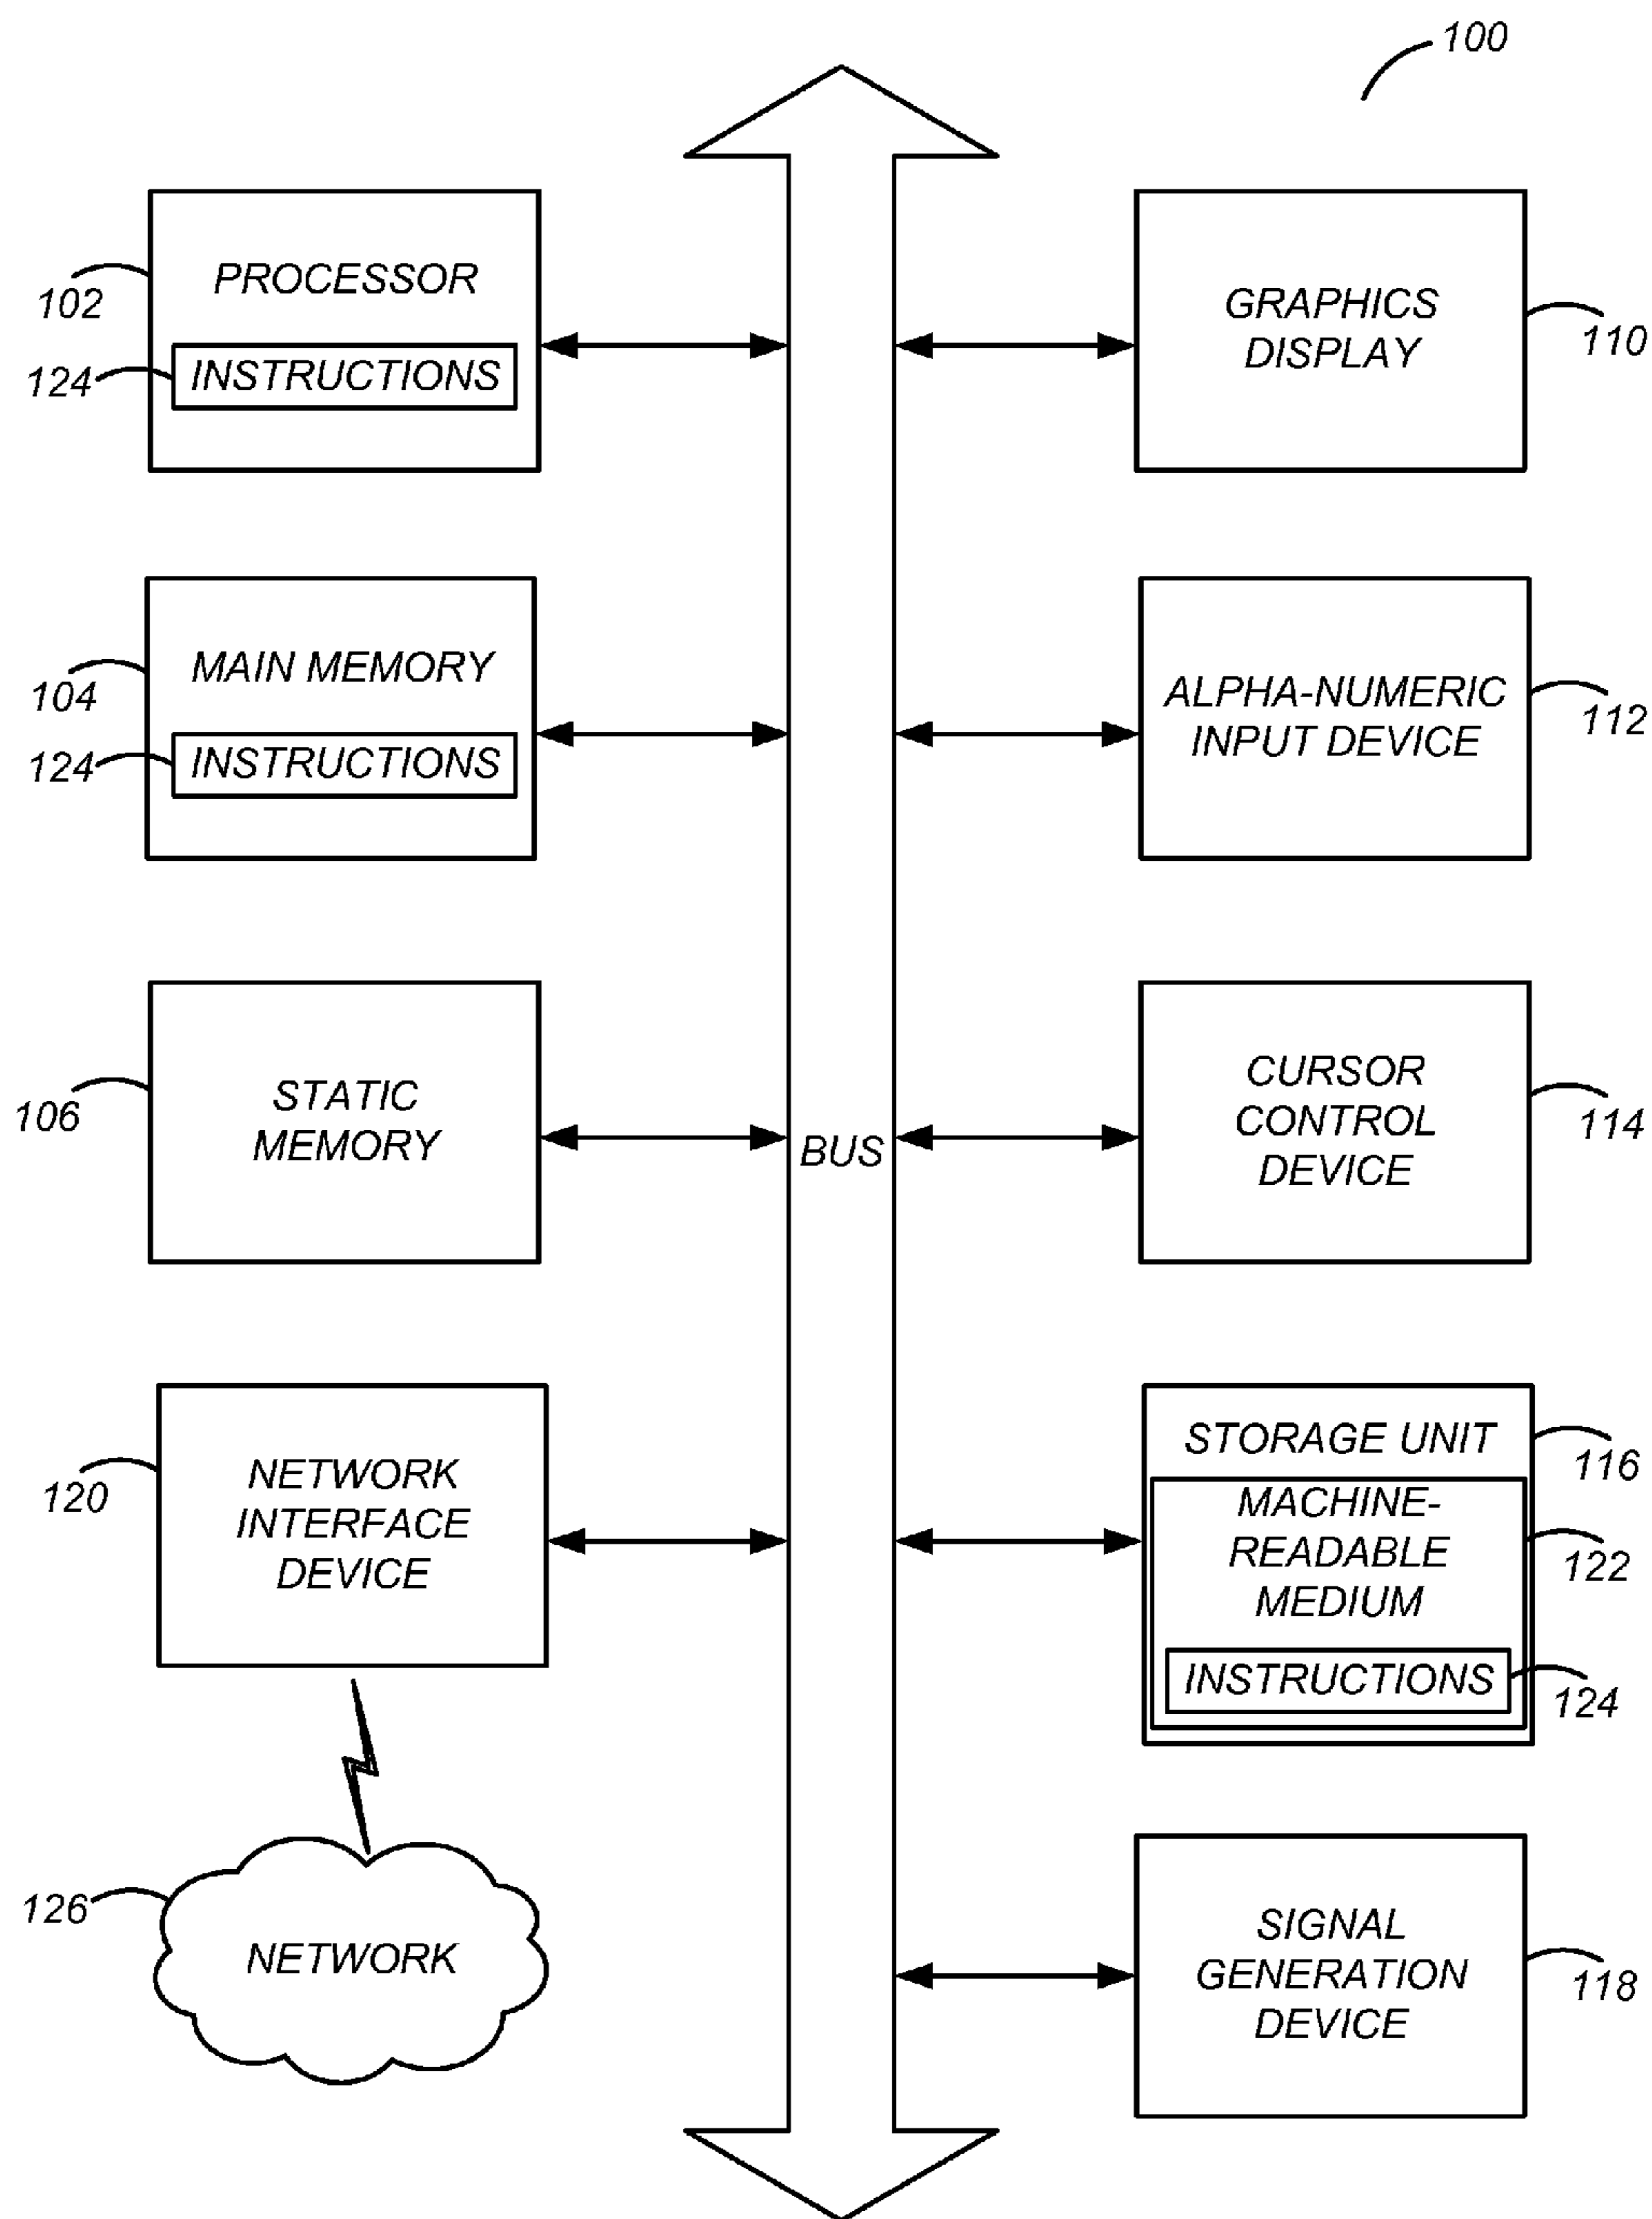 100
PROCESSOR
102
INSTRUCTIONS
124
GRAPHICS
DISPLAY
110
MAIN MEMORY
104
INSTRUCTIONS
124
ALPHA-NUMERIC
INPUT DEVICE
112
STATIC
MEMORY
106
BUS
CURSOR
CONTROL
DEVICE
114
NETWORK
INTERFACE
DEVICE
120
STORAGE UNIT
116
MACHINE-
READABLE
MEDIUM
122
INSTRUCTIONS
124
NETWORK
126
SIGNAL
GENERATION
DEVICE
118